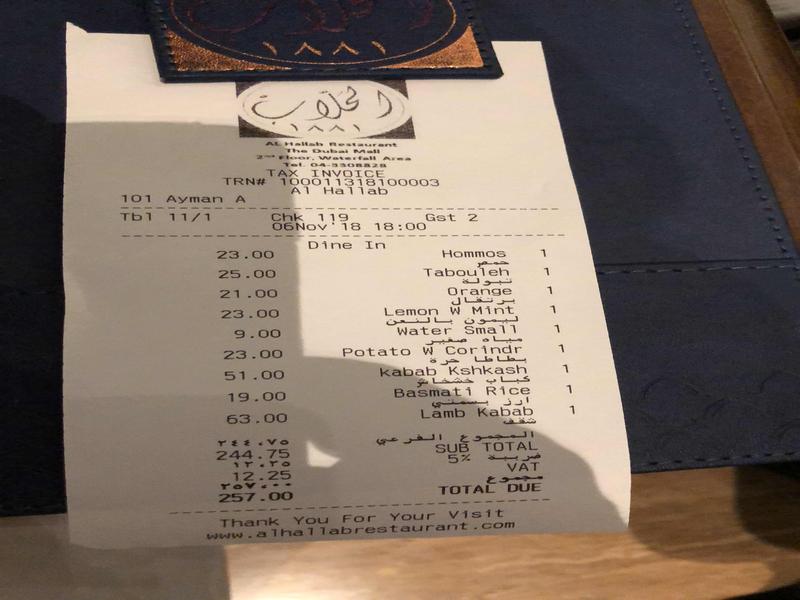 ١٨٨١
الحلاب
١٨٨١
AL Hallab Restaurant
The Dubai Mall
2nd Floor, Waterfall Area
Tel. 04-3308828
TAX INVOICE
TRN# 100011318100003
Al Hallab
101 Ayman A
Tbl 11/1 Chk 119 Gst 2
06Nov'18 18:00
Dine In
23.00 Hommos 1
حمص
25.00 Tabouleh 1
تبولة
21.00 Orange 1
برتقال
23.00 Lemon W Mint 1
ليمون بالنعن
9.00 Water Small 1
مياه صغير
23.00 Potato W Corindr 1
بطاطا حرة
51.00 kabab Kshkash 1
كباب خشخاش
19.00 Basmati Rice 1
ارز بسمتي
63.00 Lamb Kabab 1
شقف
٢٤٤.٧٥ المجموع الفرعي
244.75 SUB TOTAL
١٢.٢٥ ضريبة 5%
12.25 VAT
٢٥٧.٠٠ مجموع
257.00 TOTAL DUE
Thank You For Your Visit
www.alhallabrestaurant.com